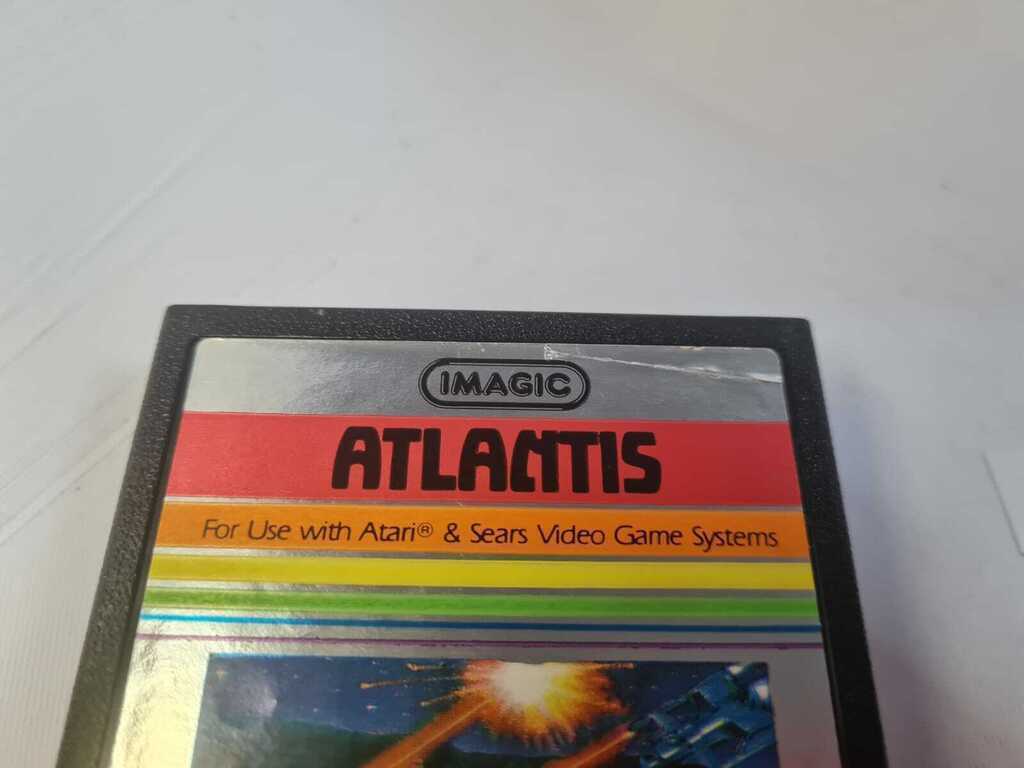 IMAGIC
ATLANTIS
For Use with Atari® & Sears Video Game Systems